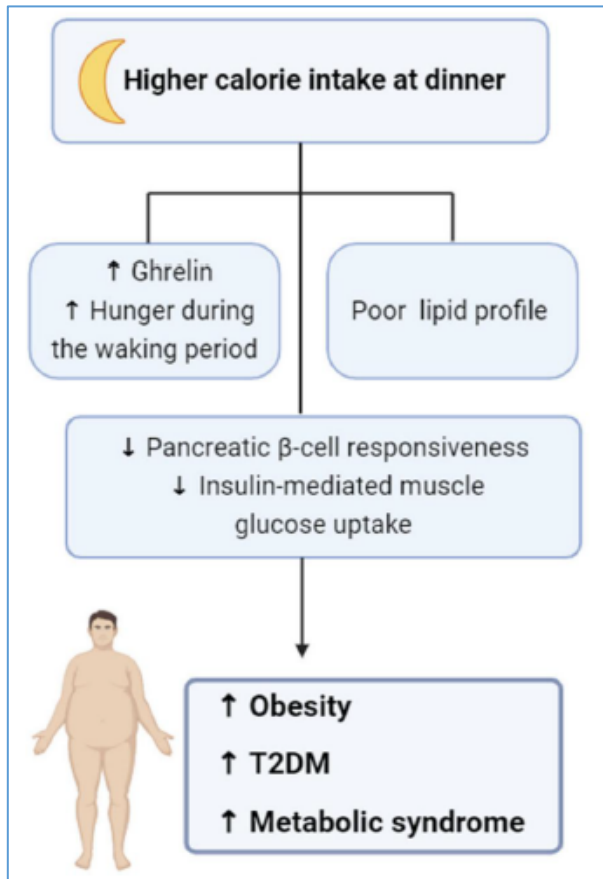 Higher calorie intake at dinner
↑ Ghrelin
↑ Hunger during
the waking period
Poor lipid profile
↓ Pancreatic β-cell responsiveness
↓ Insulin-mediated muscle
glucose uptake
↑ Obesity
↑ T2DM
↑ Metabolic syndrome